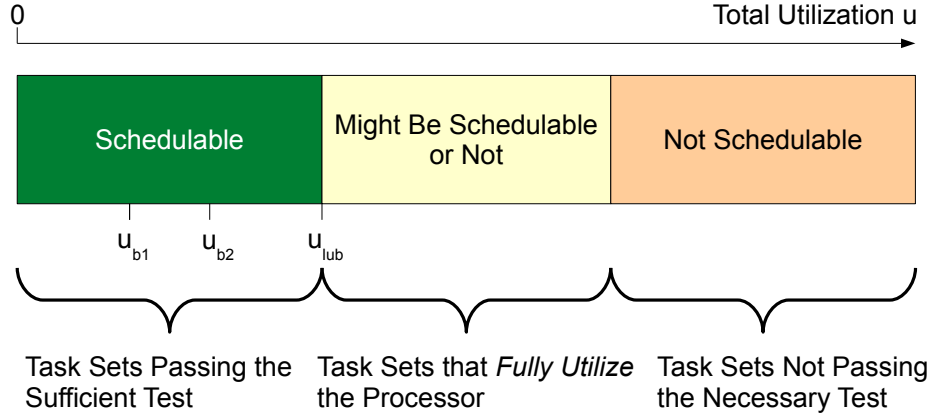 0
Total Utilization u
Schedulable
Might Be Schedulable
or Not
Not Schedulable
u_b1
u_b2
u_lub
Task Sets Passing the
Sufficient Test
Task Sets that Fully Utilize
the Processor
Task Sets Not Passing
the Necessary Test